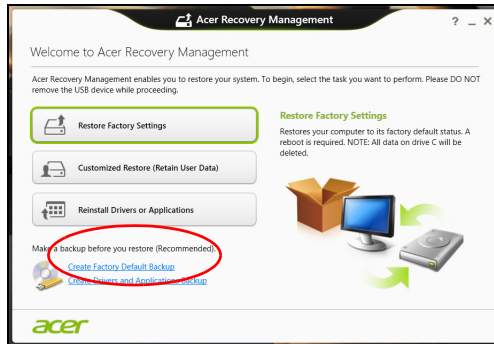 Acer Recovery Management
? _ X
Welcome to Acer Recovery Management
Acer Recovery Management enables you to restore your system. To begin, select the task you want to perform. Please DO NOT
remove the USB device while proceeding.
Restore Factory Settings
Customized Restore (Retain User Data)
Reinstall Drivers or Applications
Restore Factory Settings
Restores your computer to its factory default status. A
reboot is required. NOTE: All data on drive C will be
deleted.
Make a backup before you restore (Recommended).
Create Factory Default Backup
Create Drivers and Applications Backup
acer